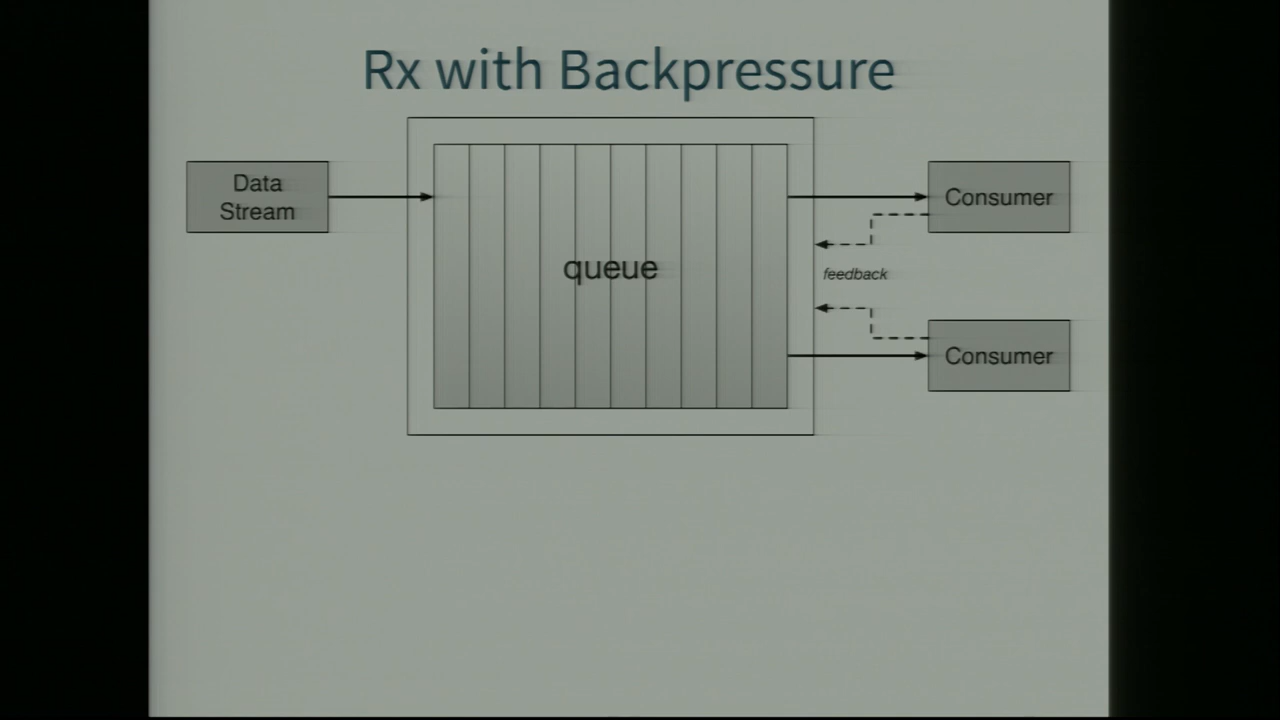 Rx with Backpressure
Data
Stream
Consumer
queue
feedback
Consumer